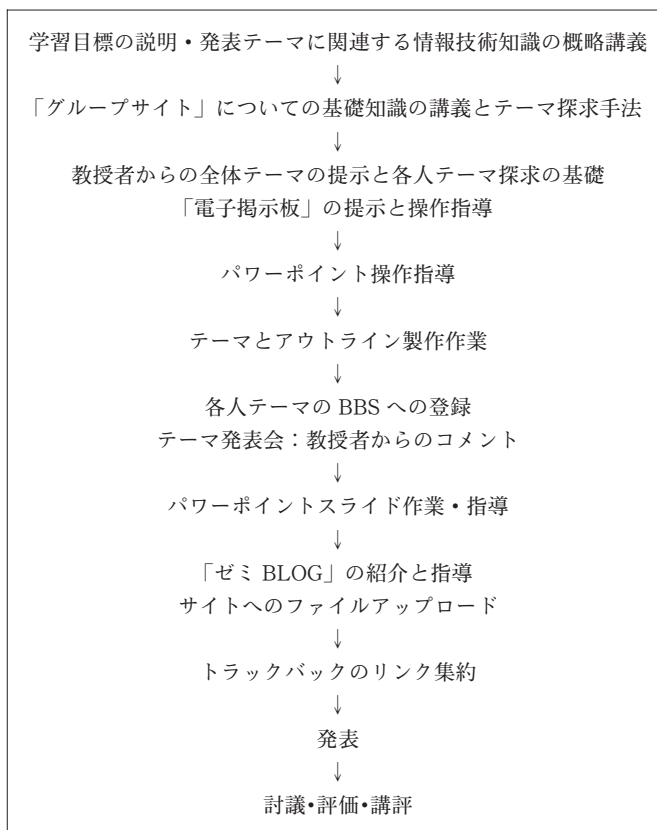 学習目標の説明・発表テーマに関連する情報技術知識の概略講義
↓
「グループサイト」についての基礎知識の講義とテーマ探求手法
↓
教授者からの全体テーマの提示と各人テーマ探求の基礎
「電子掲示板」の提示と操作指導
↓
パワーポイント操作指導
↓
テーマとアウトライン製作作業
↓
各人テーマの BBS への登録
テーマ発表会：教授者からのコメント
↓
パワーポイントスライド作業・指導
↓
「ゼミ BLOG」の紹介と指導
サイトへのファイルアップロード
↓
トラックバックのリンク集約
↓
発表
↓
討議・評価・講評